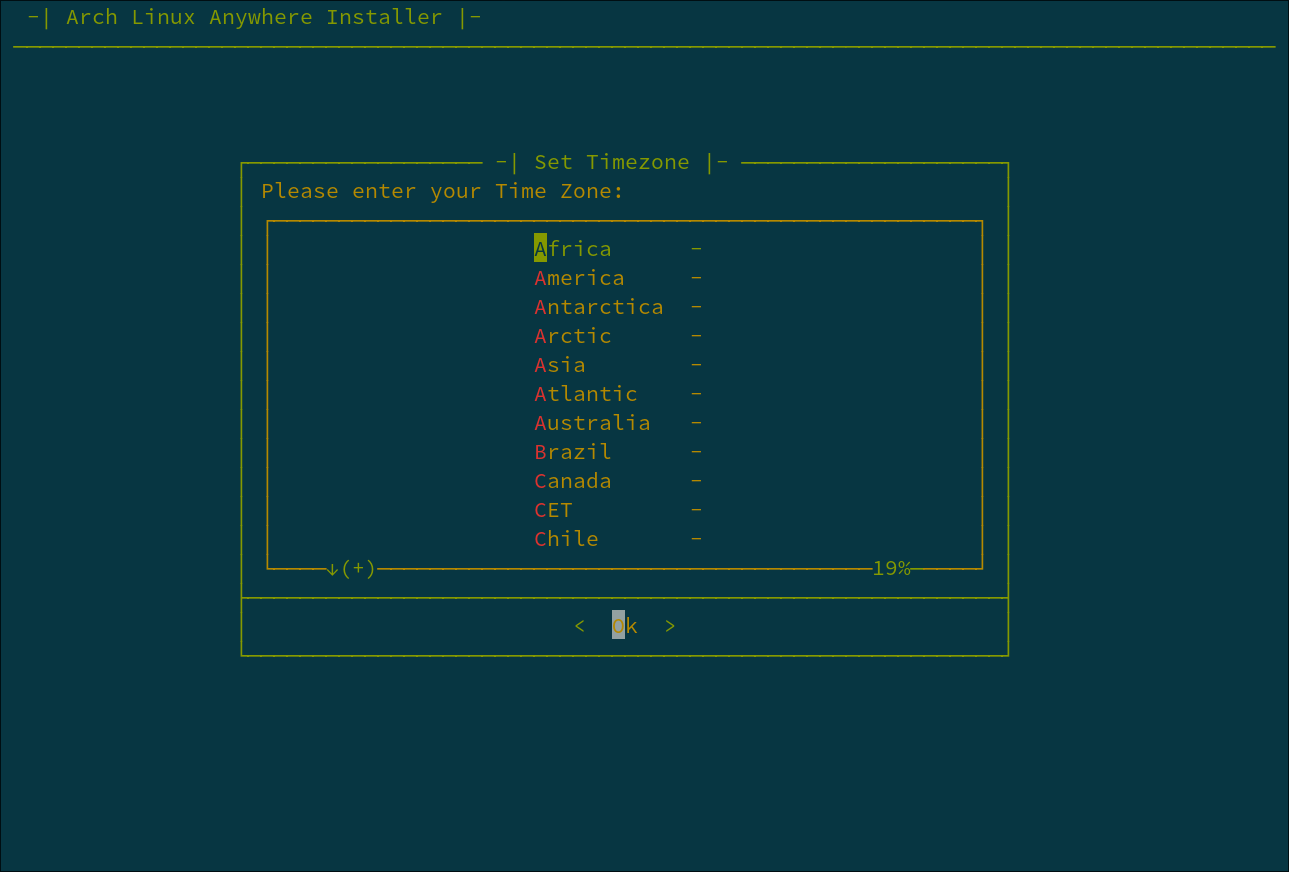 -| Arch Linux Anywhere Installer |-
-| Set Timezone |-
Please enter your Time Zone:
Africa -
America -
Antarctica -
Arctic -
Asia -
Atlantic -
Australia -
Brazil -
Canada -
CET -
Chile -
↓(+) 19%
< Ok >